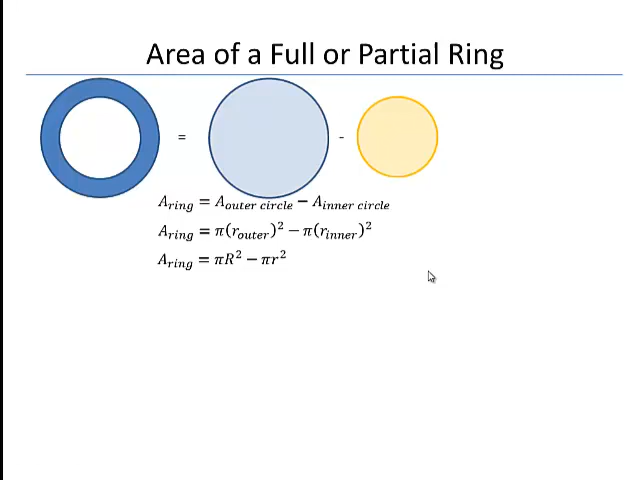 Area of a Full or Partial Ring
= -
A_ring = A_outer circle − A_inner circle
A_ring = π(r_outer)² − π(r_inner)²
A_ring = πR² − πr²